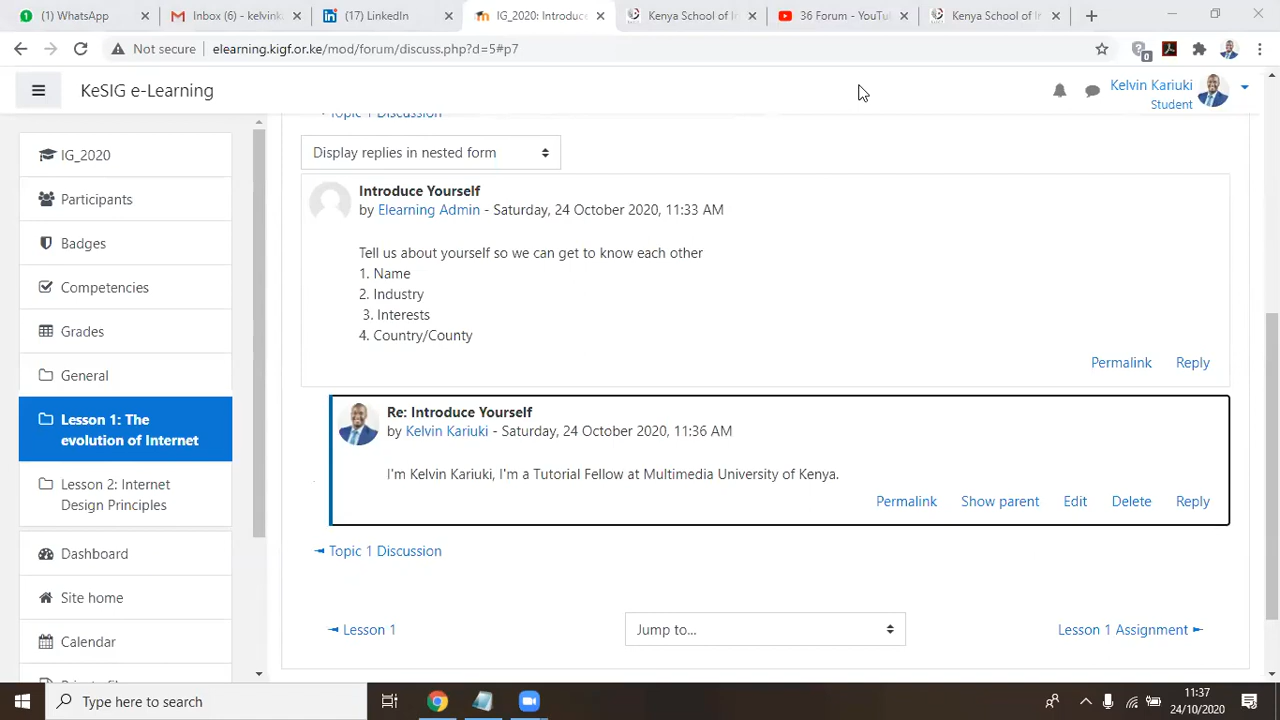 (1) WhatsApp
Inbox (6) - kelvink
(17) LinkedIn
IG_2020: Introduc
Kenya School of I
36 Forum - YouTu
Kenya School of I
Not secure
elearning.kigf.or.ke/mod/forum/discuss.php?d=5#p7
0
KeSIG e-Learning
Kelvin Kariuki
Student
Topic 1 Discussion
IG_2020
Participants
Badges
Competencies
Grades
General
Lesson 1: The
evolution of Internet
Lesson 2: Internet
Design Principles
Dashboard
Site home
Calendar
Display replies in nested form
Introduce Yourself
by Elearning Admin - Saturday, 24 October 2020, 11:33 AM
Tell us about yourself so we can get to know each other
1. Name
2. Industry
3. Interests
4. Country/County
Permalink
Reply
Re: Introduce Yourself
by Kelvin Kariuki - Saturday, 24 October 2020, 11:36 AM
I'm Kelvin Kariuki, I'm a Tutorial Fellow at Multimedia University of Kenya.
Permalink
Show parent
Edit
Delete
Reply
◄ Topic 1 Discussion
◄ Lesson 1
Jump to...
Lesson 1 Assignment ►
Type here to search
11:37
24/10/2020